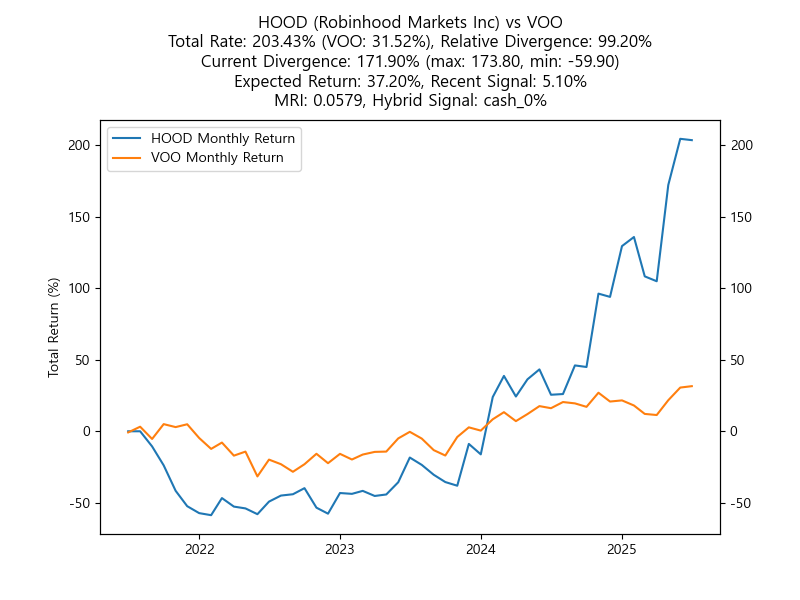 HOOD (Robinhood Markets Inc) vs VOO
Total Rate: 203.43% (VOO: 31.52%), Relative Divergence: 99.20%
Current Divergence: 171.90% (max: 173.80, min: -59.90)
Expected Return: 37.20%, Recent Signal: 5.10%
MRI: 0.0579, Hybrid Signal: cash_0%
HOOD Monthly Return
VOO Monthly Return
Total Return (%)
200
150
100
50
0
-50
200
150
100
50
0
-50
2022
2023
2024
2025